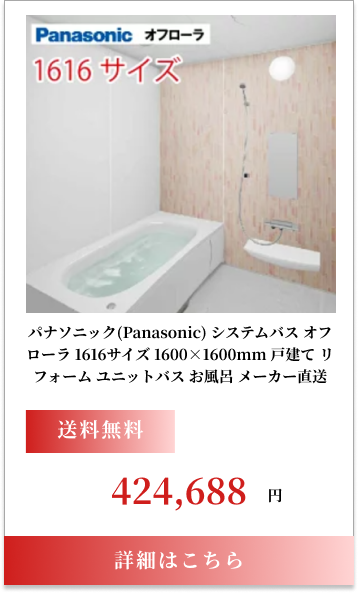 Panasonic オフローラ
1616 サイズ
パナソニック(Panasonic) システムバス オフ
ローラ 1616サイズ 1600×1600mm 戸建て リ
フォーム ユニットバス お風呂 メーカー直送
送料無料
424,688 円
詳細はこちら